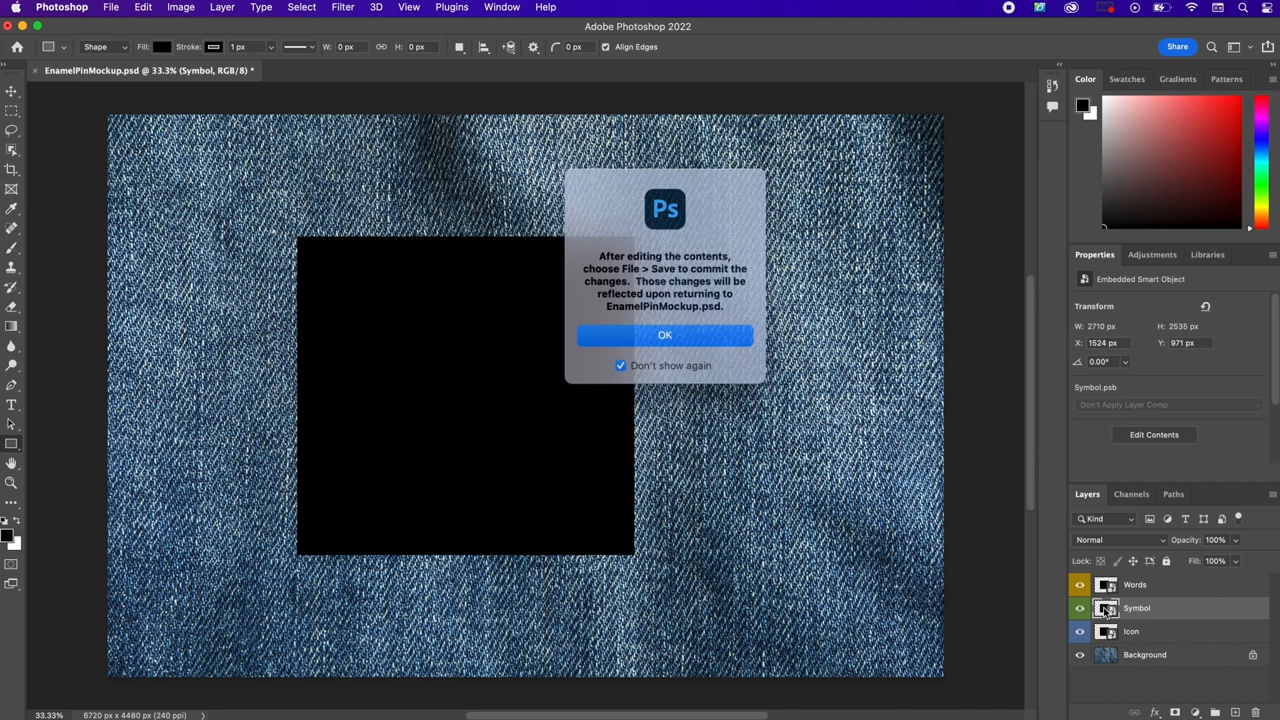 Photoshop File Edit Image Layer Type Select Filter 3D View Plugins Window Help
Adobe Photoshop 2022
Shape Fill: Stroke: 1 px W: 0 px H: 0 px 0 px Align Edges Share
EnamelPinMockup.psd @ 33.3% (Symbol, RGB/8) *
Color Swatches Gradients Patterns
Ps
After editing the contents,
choose File > Save to commit the
changes. Those changes will be
reflected upon returning to
EnamelPinMockup.psd.
OK
Don't show again
Properties Adjustments Libraries
Embedded Smart Object
Transform
W: 2710 px H: 2535 px
X: 1524 px Y: 971 px
0.00°
Symbol.psb
Don't Apply Layer Comp
Edit Contents
Layers Channels Paths
Kind
Normal Opacity: 100%
Lock: Fill: 100%
Words
Symbol
Icon
Background
fx
33.33% 6720 px x 4480 px (240 ppi)